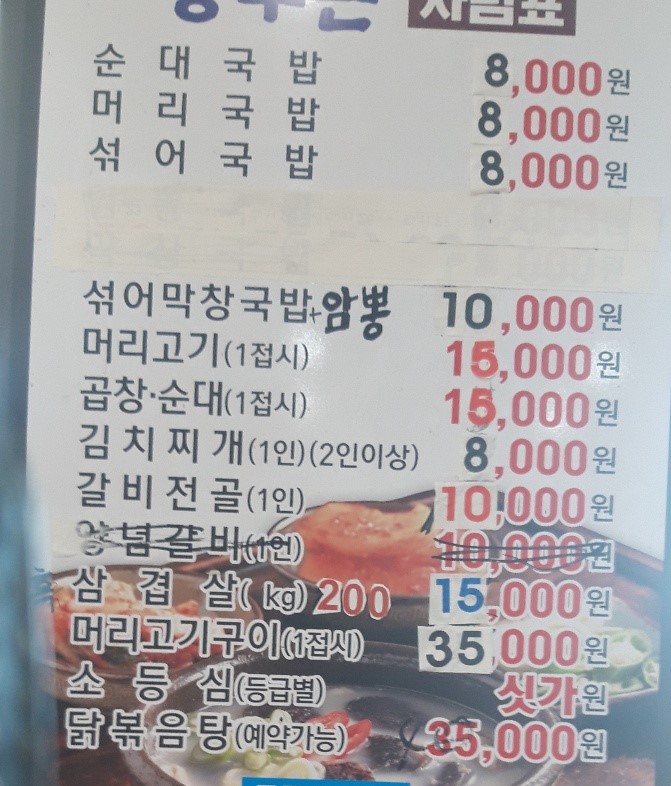 차림표
순대국밥 8,000원
머리국밥 8,000원
섞어국밥 8,000원
섞어막창국밥+암뽕 10,000원
머리고기(1접시) 15,000원
곱창·순대(1접시) 15,000원
김치찌개(1인)(2인이상) 8,000원
갈비전골(1인) 10,000원
양념갈비(1인) 10,000원
삼겹살( kg) 200 15,000원
머리고기구이(1접시) 35,000원
소등심(등급별) 싯가원
닭볶음탕(예약가능) 35,000원